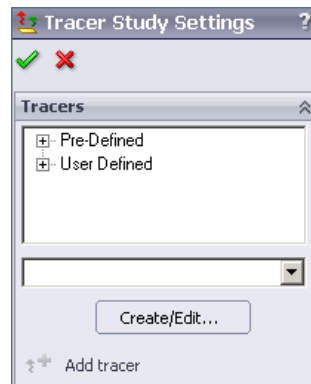 Tracer Study Settings ?
Tracers
Pre-Defined
User Defined
Create/Edit...
Add tracer